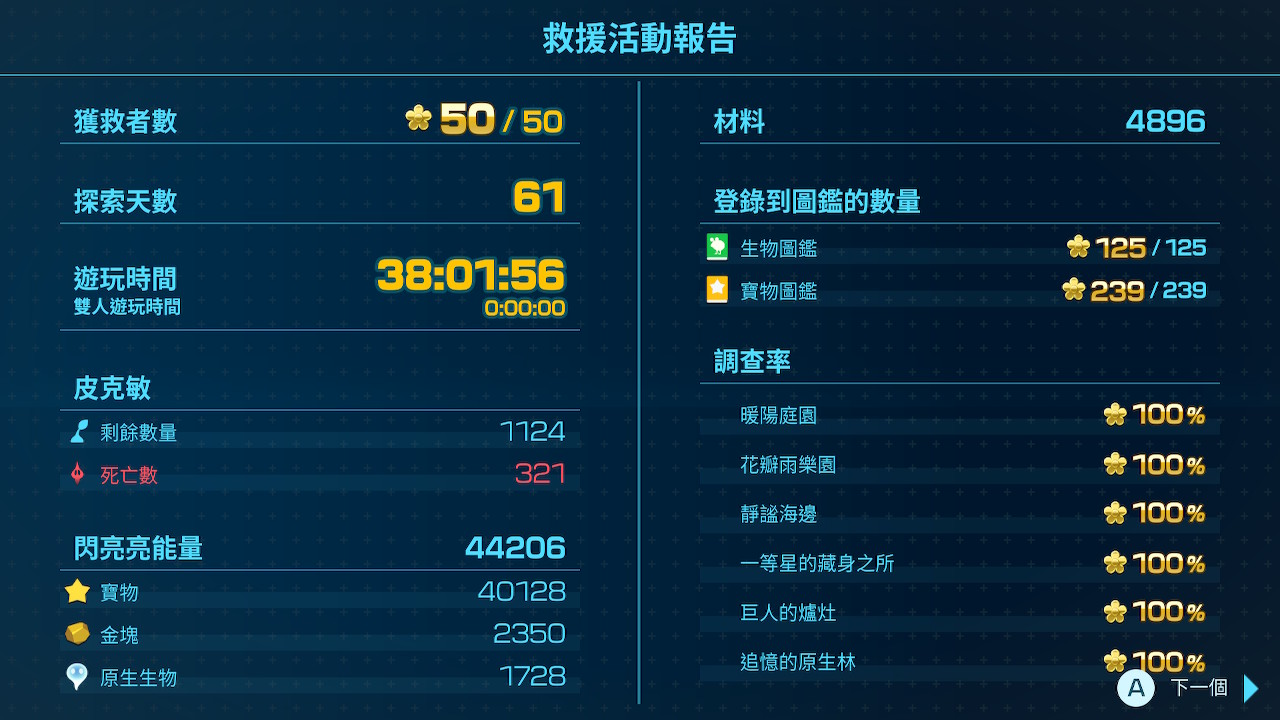 救援活動報告
獲救者數 50 / 50
探索天數 61
遊玩時間 38:01:56
雙人遊玩時間 0:00:00
皮克敏
剩餘數量 1124
死亡數 321
閃亮亮能量 44206
寶物 40128
金塊 2350
原生生物 1728
材料 4896
登錄到圖鑑的數量
生物圖鑑 125 / 125
寶物圖鑑 239 / 239
調查率
暖陽庭園 100%
花瓣雨樂園 100%
靜謐海邊 100%
一等星的藏身之所 100%
巨人的爐灶 100%
追憶的原生林 100%
A 下一個